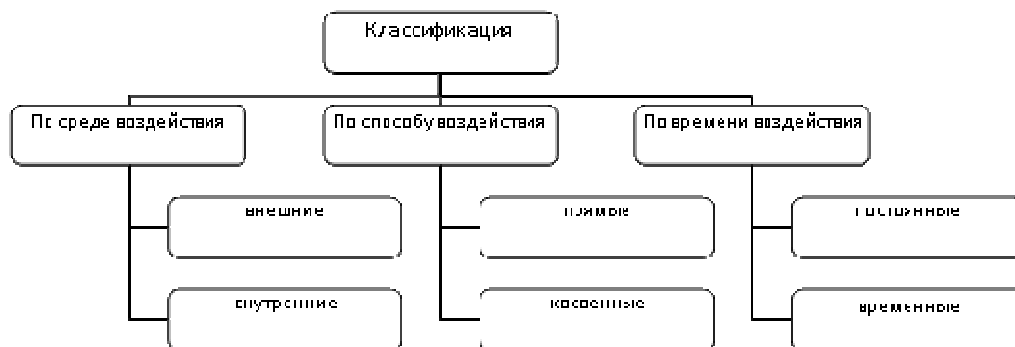 Классификация
По среде воздействия
По способу воздействия
По времени воздействия
внешние
прямые
постоянные
внутренние
косвенные
временные